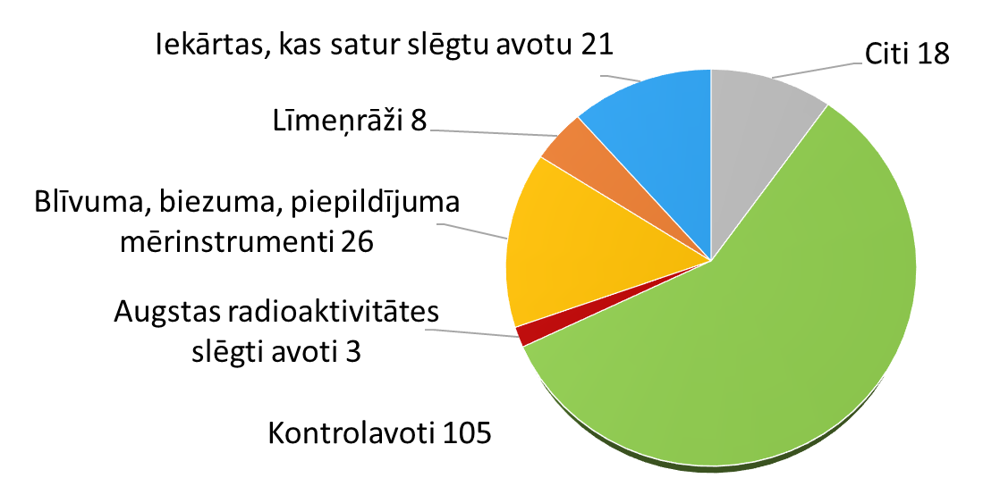 Iekārtas, kas satur slēgtu avotu 21
Citi 18
Līmeņrāži 8
Blīvuma, biezuma, piepildījuma
mērinstrumenti 26
Augstas radioaktivitātes
slēgti avoti 3
Kontrolavoti 105